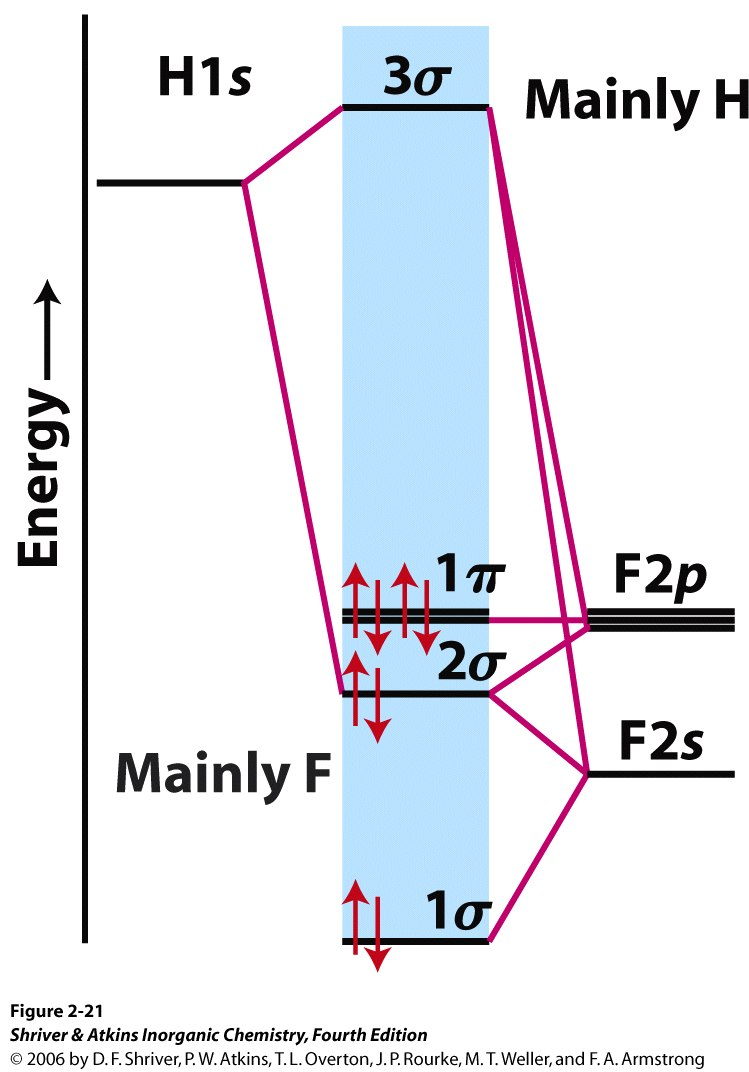 H1s
3σ
Mainly H
Energy
1π
F2p
2σ
F2s
Mainly F
1σ
Figure 2-21
Shriver & Atkins Inorganic Chemistry, Fourth Edition
© 2006 by D. F. Shriver, P. W. Atkins, T. L. Overton, J. P. Rourke, M. T. Weller, and F. A. Armstrong